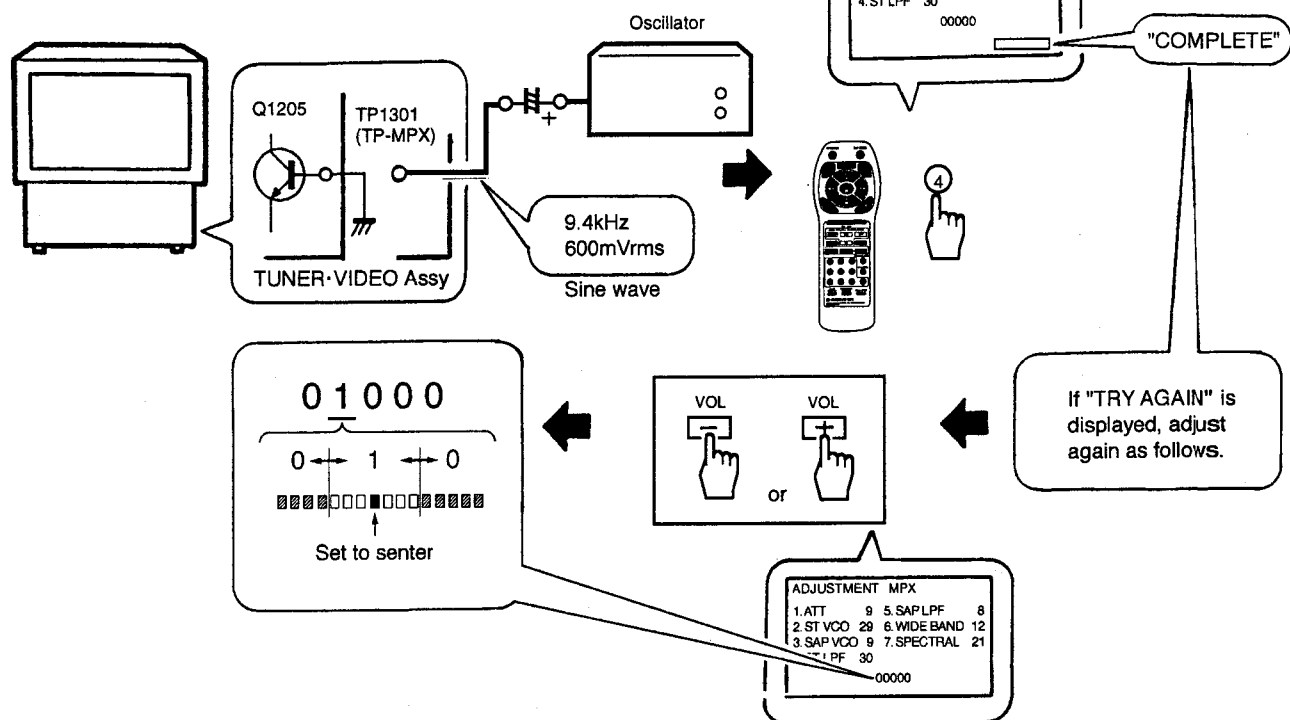 4. ST LPF 30
00000
"COMPLETE"
Oscillator
Q1205
TP1301
(TP-MPX)
+
TUNER·VIDEO Assy
9.4kHz
600mVrms
Sine wave
4
If "TRY AGAIN" is
displayed, adjust
again as follows.
VOL
−
or
VOL
+
01000
0 1 0
Set to senter
ADJUSTMENT MPX
1. ATT 9 5. SAP LPF 8
2. ST VCO 29 6. WIDE BAND 12
3. SAP VCO 9 7. SPECTRAL 21
LPF 30
00000